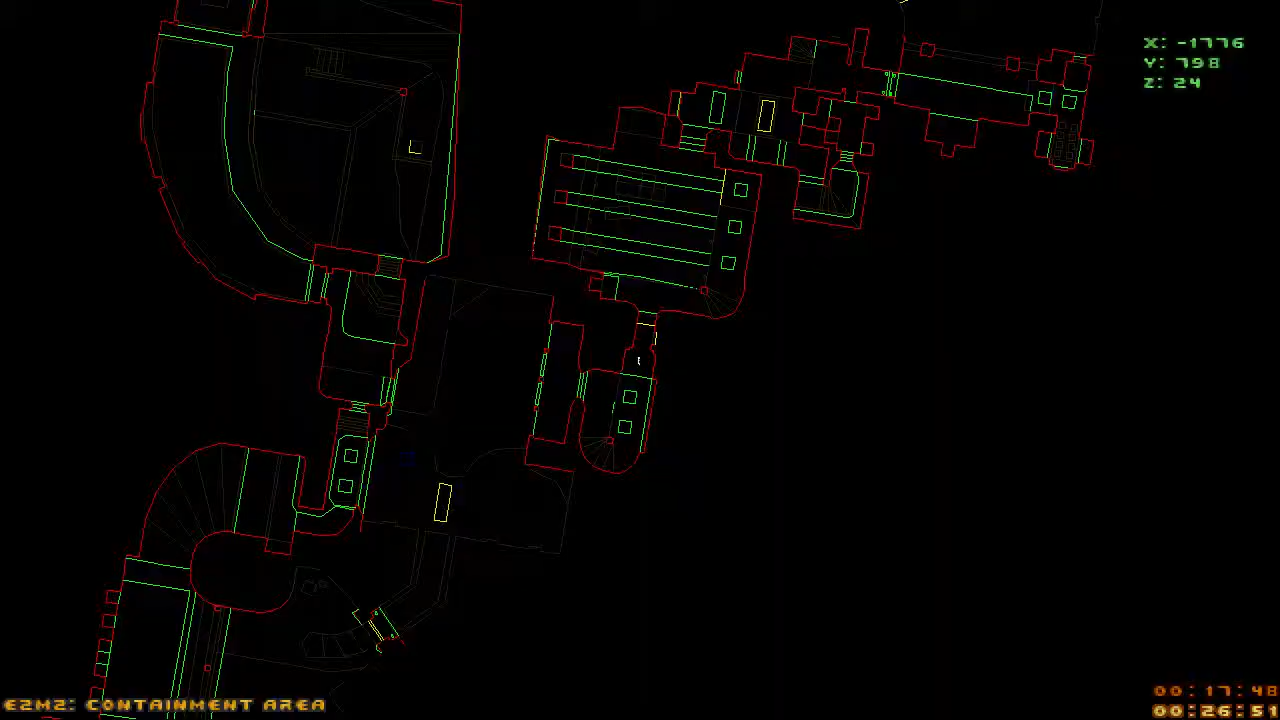 X: -1776
Y: 798
Z: 24
E2M2: CONTAINMENT AREA
00:17:48
00:26:51